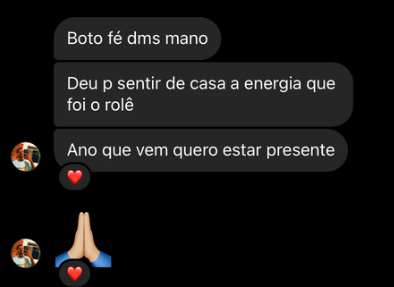 Boto fé dms mano
Deu p sentir de casa a energia que
foi o rolê
Ano que vem quero estar presente